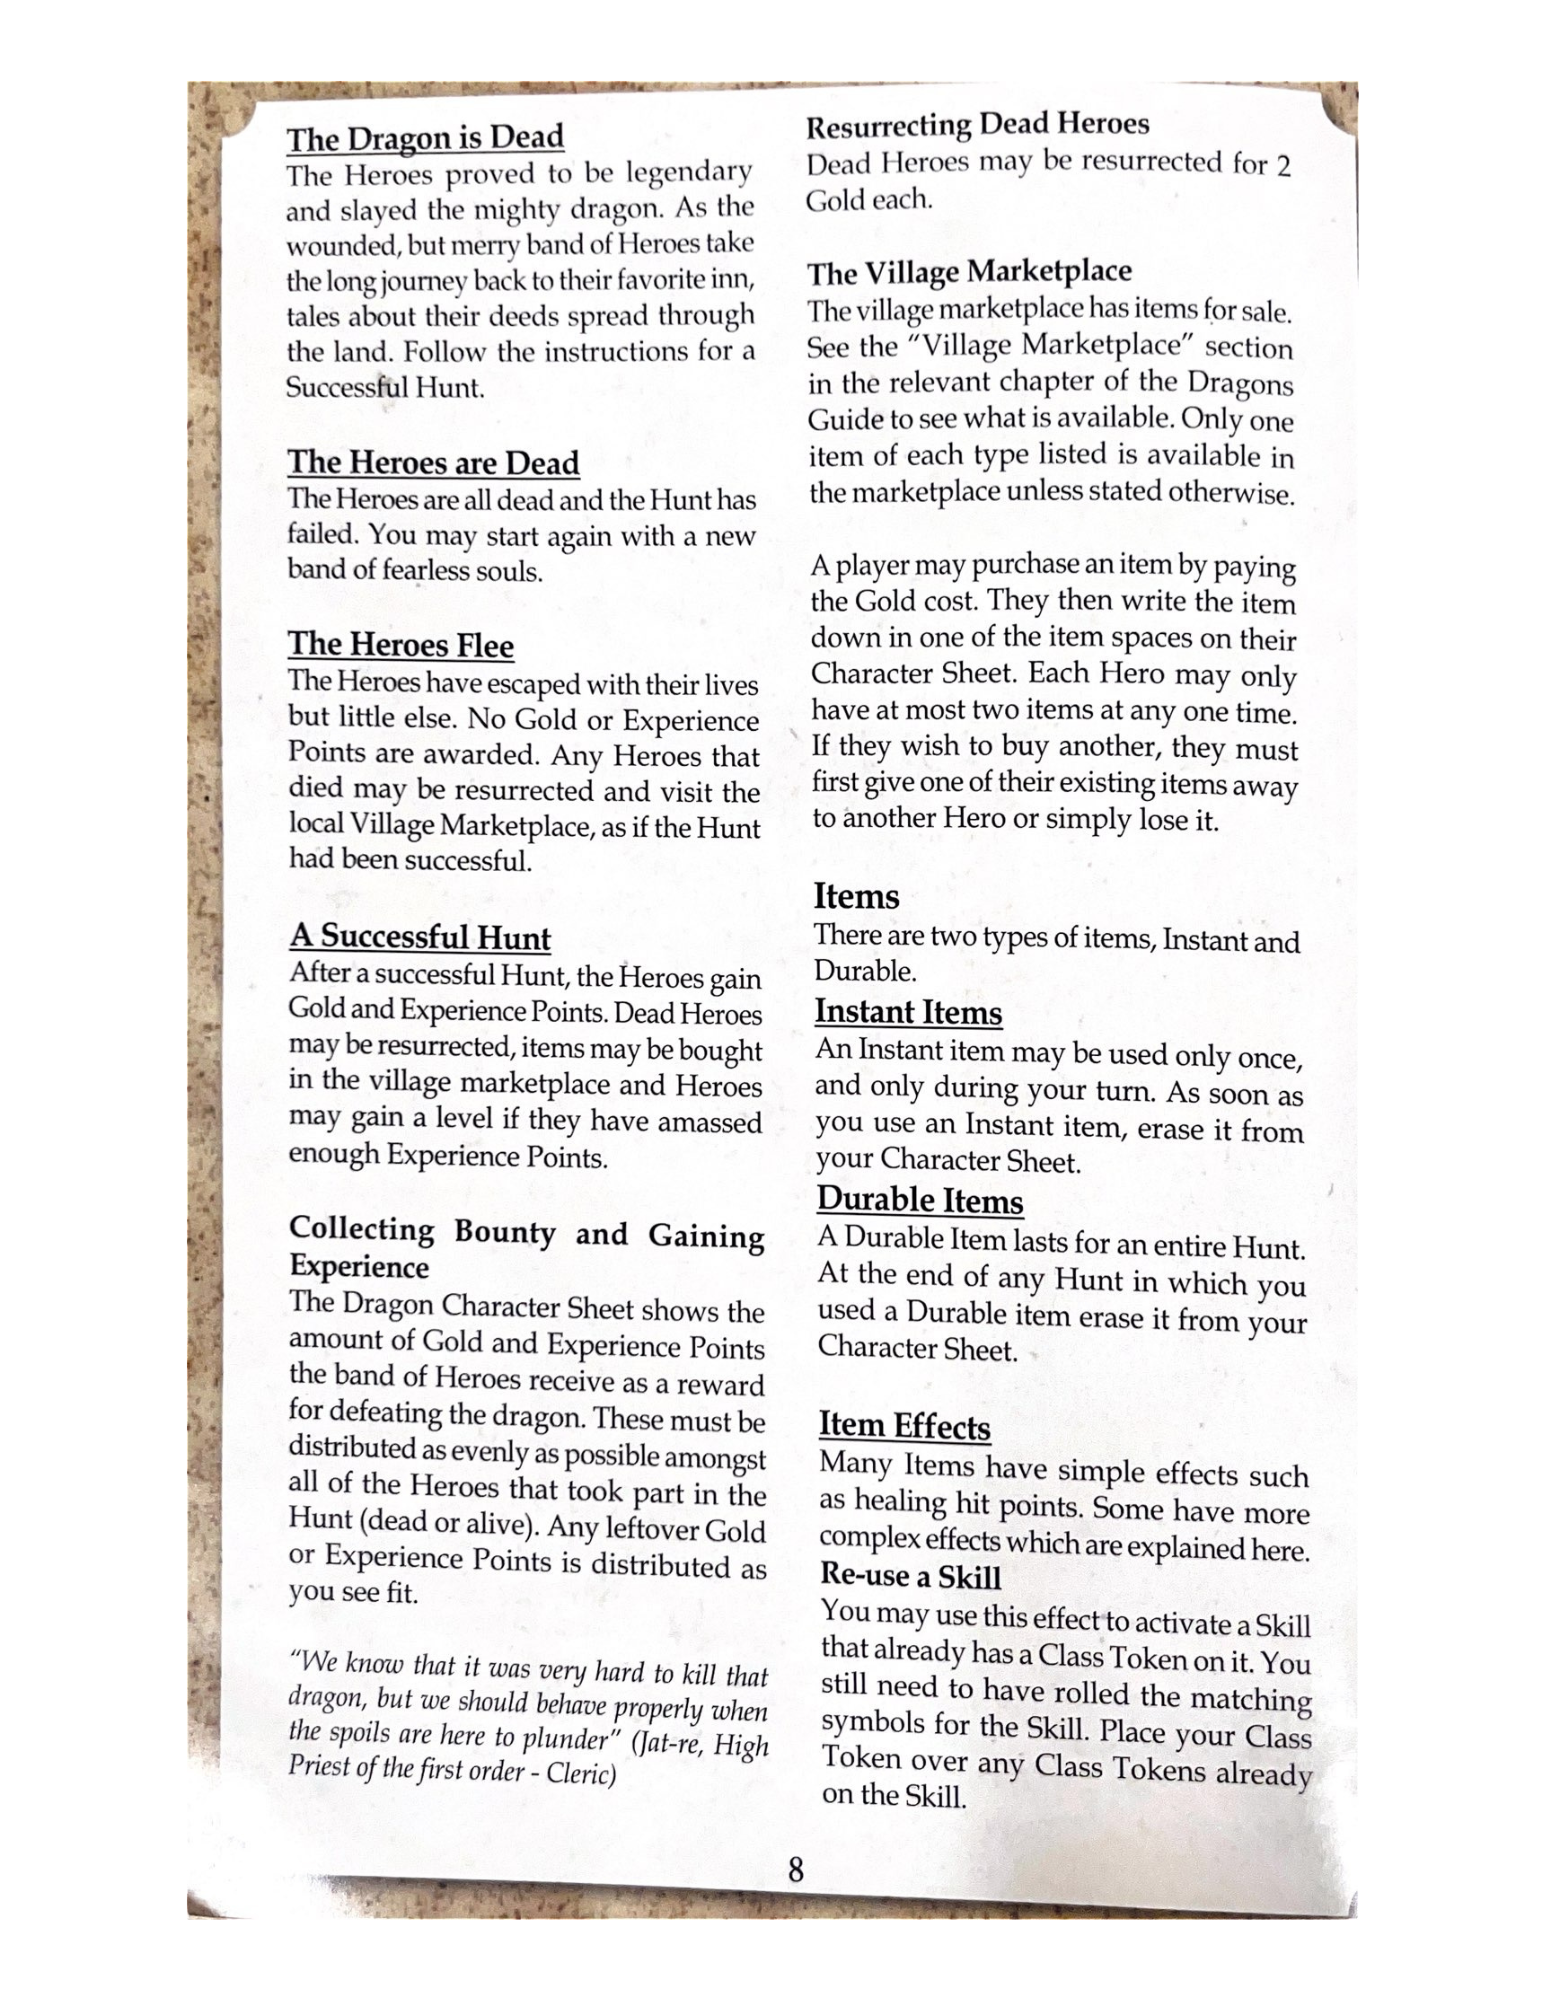 The Dragon is Dead
The Heroes proved to be legendary
and slayed the mighty dragon. As the
wounded, but merry band of Heroes take
the long journey back to their favorite inn,
tales about their deeds spread through
the land. Follow the instructions for a
Successful Hunt.
The Heroes are Dead
The Heroes are all dead and the Hunt has
failed. You may start again with a new
band of fearless souls.
The Heroes Flee
The Heroes have escaped with their lives
but little else. No Gold or Experience
Points are awarded. Any Heroes that
died may be resurrected and visit the
local Village Marketplace, as if the Hunt
had been successful.
A Successful Hunt
After a successful Hunt, the Heroes gain
Gold and Experience Points. Dead Heroes
may be resurrected, items may be bought
in the village marketplace and Heroes
may gain a level if they have amassed
enough Experience Points.
Collecting Bounty and Gaining
Experience
The Dragon Character Sheet shows the
amount of Gold and Experience Points
the band of Heroes receive as a reward
for defeating the dragon. These must be
distributed as evenly as possible amongst
all of the Heroes that took part in the
Hunt (dead or alive). Any leftover Gold
or Experience Points is distributed as
you see fit.
"We know that it was very hard to kill that
dragon, but we should behave properly when
the spoils are here to plunder" (Jat-re, High
Priest of the first order - Cleric)
Resurrecting Dead Heroes
Dead Heroes may be resurrected for 2
Gold each.
The Village Marketplace
The village marketplace has items for sale.
See the "Village Marketplace" section
in the relevant chapter of the Dragons
Guide to see what is available. Only one
item of each type listed is available in
the marketplace unless stated otherwise.
A player may purchase an item by paying
the Gold cost. They then write the item
down in one of the item spaces on their
Character Sheet. Each Hero may only
have at most two items at any one time.
If they wish to buy another, they must
first give one of their existing items away
to another Hero or simply lose it.
Items
There are two types of items, Instant and
Durable.
Instant Items
An Instant item may be used only once,
and only during your turn. As soon as
you use an Instant item, erase it from
your Character Sheet.
Durable Items
A Durable Item lasts for an entire Hunt.
At the end of any Hunt in which you
used a Durable item erase it from your
Character Sheet.
Item Effects
Many Items have simple effects such
as healing hit points. Some have more
complex effects which are explained here.
Re-use a Skill
You may use this effect to activate a Skill
that already has a Class Token on it. You
still need to have rolled the matching
symbols for the Skill. Place your Class
Token over any Class Tokens already
on the Skill.
8